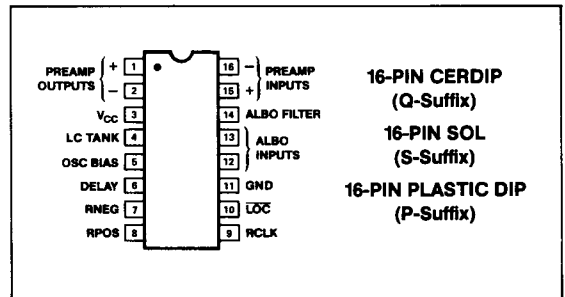 PREAMP OUTPUTS + 1
− 2
VCC 3
LC TANK 4
OSC BIAS 5
DELAY 6
RNEG 7
RPOS 8
16 − PREAMP INPUTS
15 +
14 ALBO FILTER
13 ALBO INPUTS
12
11 GND
10 LOC
9 RCLK
16-PIN CERDIP
(Q-Suffix)
16-PIN SOL
(S-Suffix)
16-PIN PLASTIC DIP
(P-Suffix)